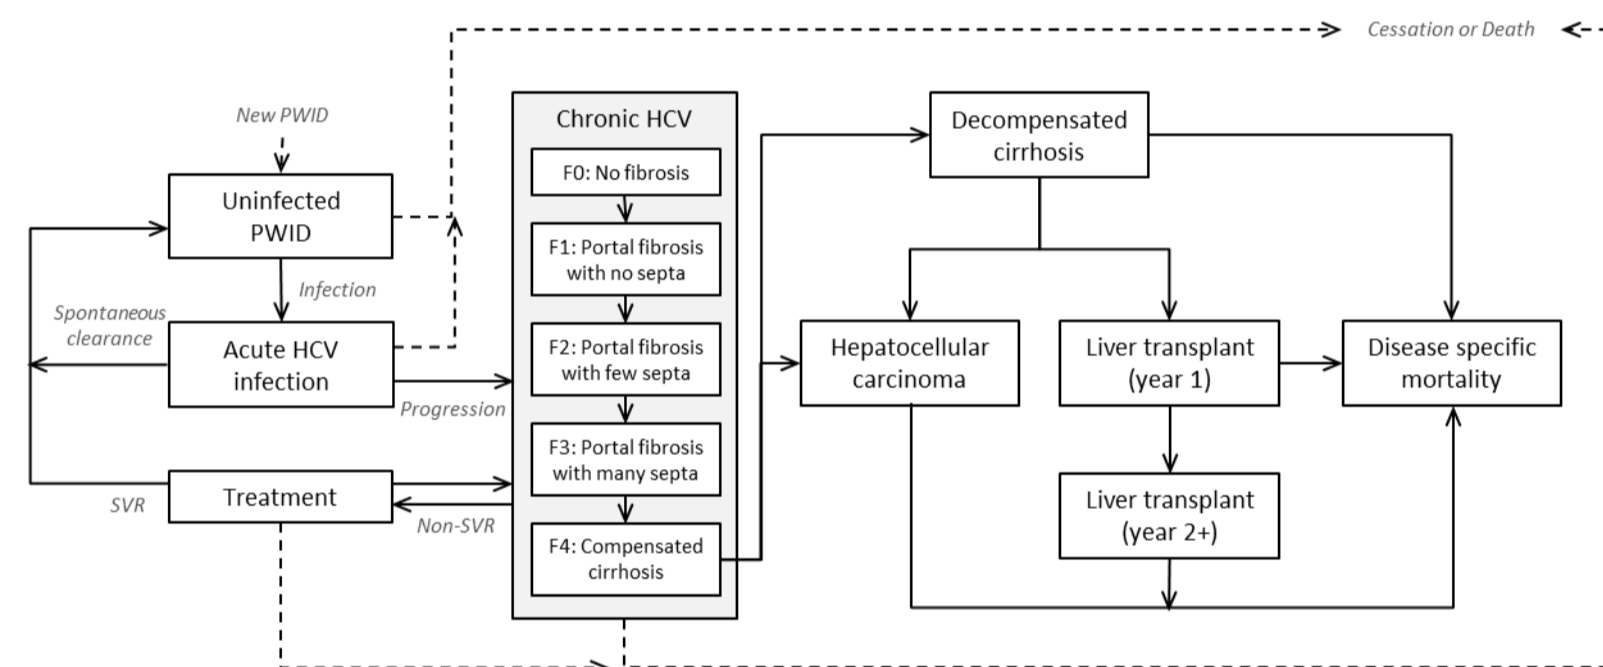 Cessation or Death
New PWID
Uninfected
PWID
Infection
Spontaneous
clearance
Acute HCV
infection
Progression
SVR
Treatment
Non-SVR
Chronic HCV
F0: No fibrosis
F1: Portal fibrosis
with no septa
F2: Portal fibrosis
with few septa
F3: Portal fibrosis
with many septa
F4: Compensated
cirrhosis
Decompensated
cirrhosis
Hepatocellular
carcinoma
Liver transplant
(year 1)
Disease specific
mortality
Liver transplant
(year 2+)